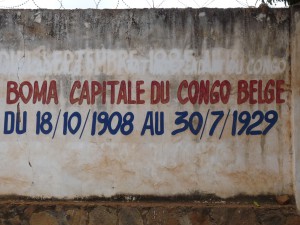 BOMA CAPITALE DU CONGO BELGE
DU 18/10/1908 AU 30/7/1929